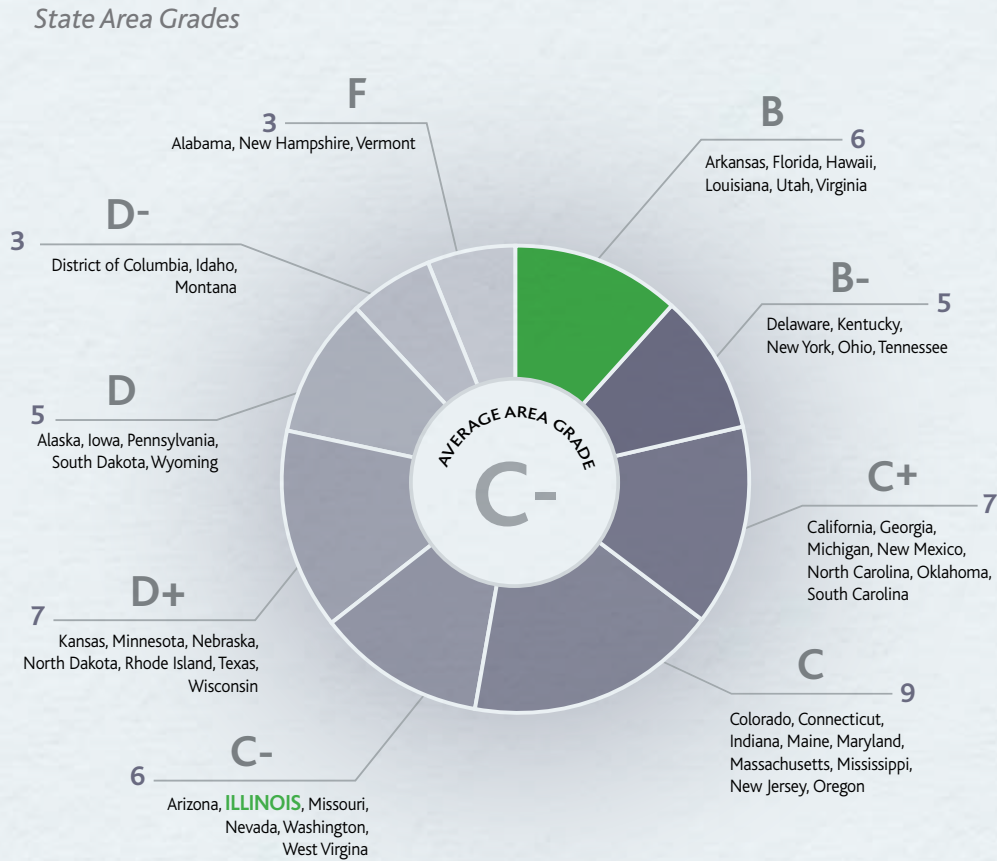 State Area Grades
F
3
Alabama, New Hampshire, Vermont
B
6
Arkansas, Florida, Hawaii,
Louisiana, Utah, Virginia
D-
3
District of Columbia, Idaho,
Montana
B-
5
Delaware, Kentucky,
New York, Ohio, Tennessee
D
5
Alaska, Iowa, Pennsylvania,
South Dakota, Wyoming
AVERAGE AREA GRADE
C-
C+
7
California, Georgia,
Michigan, New Mexico,
North Carolina, Oklahoma,
South Carolina
D+
7
Kansas, Minnesota, Nebraska,
North Dakota, Rhode Island, Texas,
Wisconsin
C
9
Colorado, Connecticut,
Indiana, Maine, Maryland,
Massachusetts, Mississippi,
New Jersey, Oregon
C-
6
Arizona, ILLINOIS, Missouri,
Nevada, Washington,
West Virgina